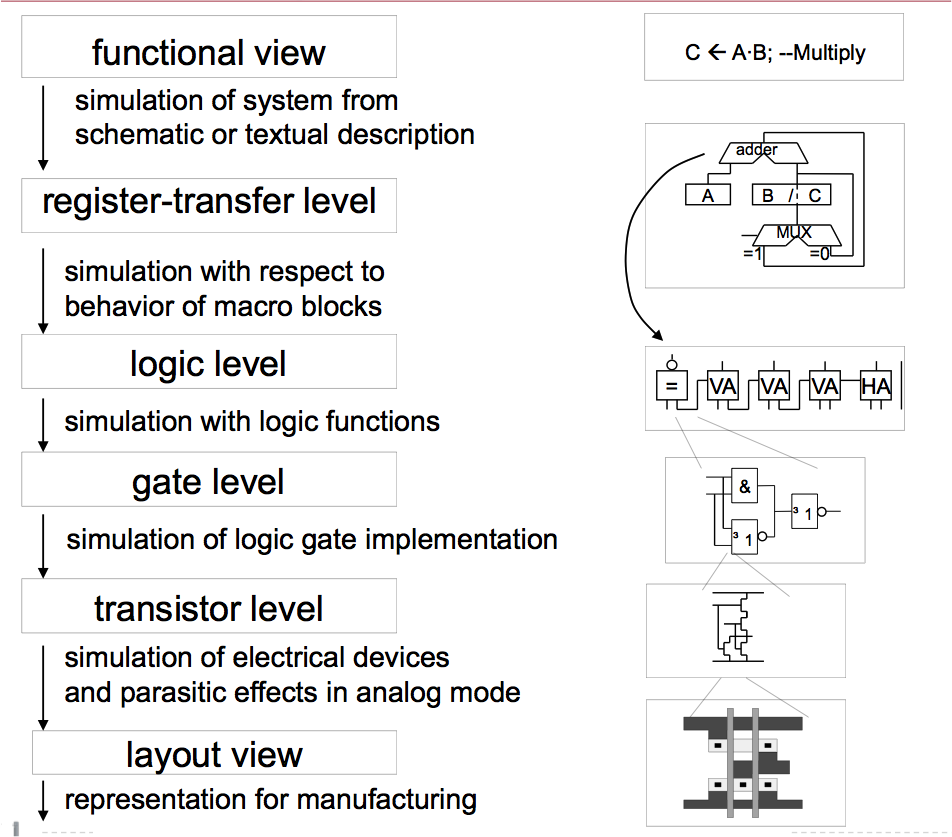 functional view
simulation of system from
schematic or textual description
register-transfer level
simulation with respect to
behavior of macro blocks
logic level
simulation with logic functions
gate level
simulation of logic gate implementation
transistor level
simulation of electrical devices
and parasitic effects in analog mode
layout view
representation for manufacturing
C ← A·B; --Multiply
adder
A
B / C
MUX
=1 =0
= VA VA VA HA
&
³ 1
³ 1